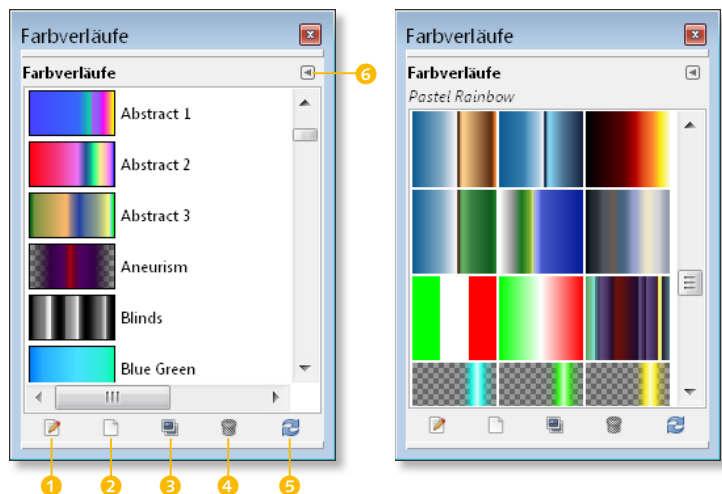 Farbverläufe
Farbverläufe
6
Abstract 1
Abstract 2
Abstract 3
Aneurism
Blinds
Blue Green
1
2
3
4
5
Farbverläufe
Farbverläufe
Pastel Rainbow